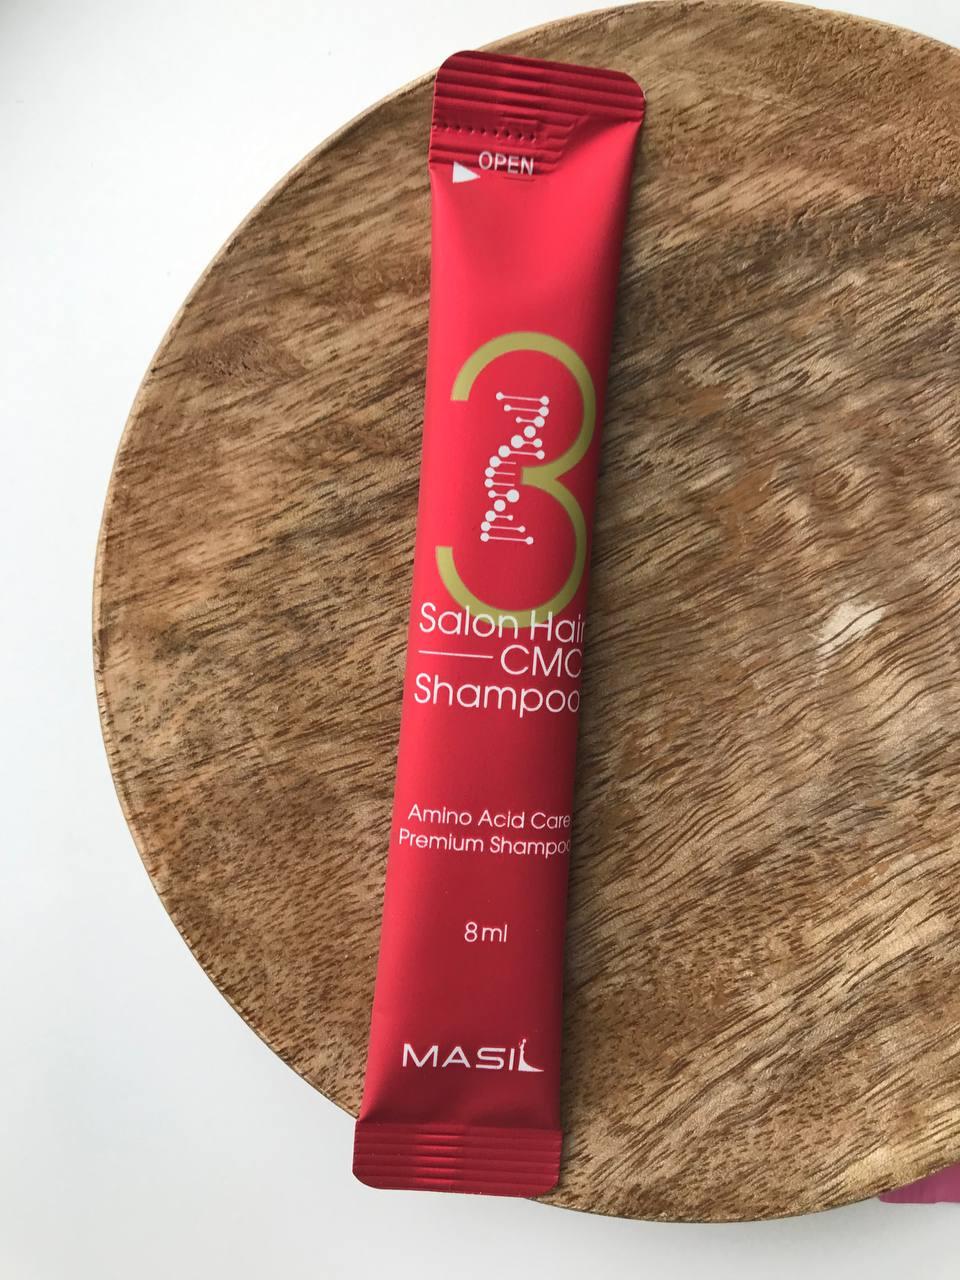 OPEN
3
Salon Hair
CMC
Shampoo
Amino Acid Care
Premium Shampoo
8ml
MASIL